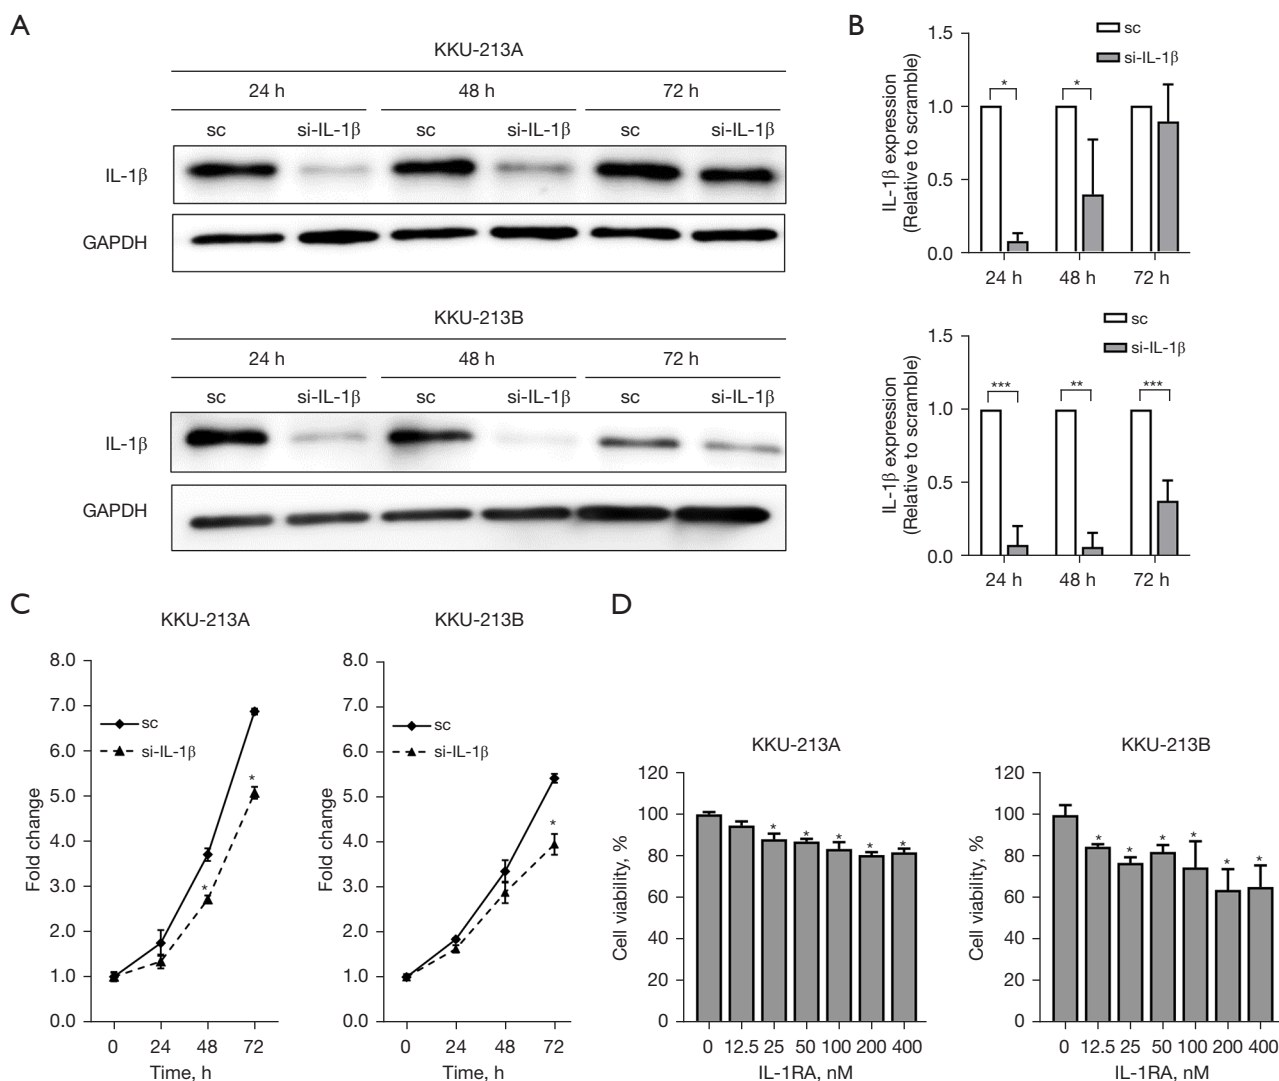 A
KKU-213A
24 h 48 h 72 h
sc si-IL-1β sc si-IL-1β sc si-IL-1β
IL-1β
GAPDH
KKU-213B
24 h 48 h 72 h
sc si-IL-1β sc si-IL-1β sc si-IL-1β
IL-1β
GAPDH
B
sc
si-IL-1β
IL-1β expression
(Relative to scramble)
1.5
1.0
0.5
0.0
* *
24 h 48 h 72 h
sc
si-IL-1β
IL-1β expression
(Relative to scramble)
1.5
1.0
0.5
0.0
*** ** ***
24 h 48 h 72 h
C
KKU-213A
Fold change
8.0
7.0
6.0
5.0
4.0
3.0
2.0
1.0
0.0
sc
si-IL-1β
*
*
0 24 48 72
Time, h
KKU-213B
Fold change
8.0
7.0
6.0
5.0
4.0
3.0
2.0
1.0
0.0
sc
si-IL-1β
*
0 24 48 72
Time, h
D
KKU-213A
Cell viability, %
120
100
80
60
40
20
0
* * * * *
0 12.5 25 50 100 200 400
IL-1RA, nM
KKU-213B
Cell viability, %
120
100
80
60
40
20
0
* * * * * *
0 12.5 25 50 100 200 400
IL-1RA, nM